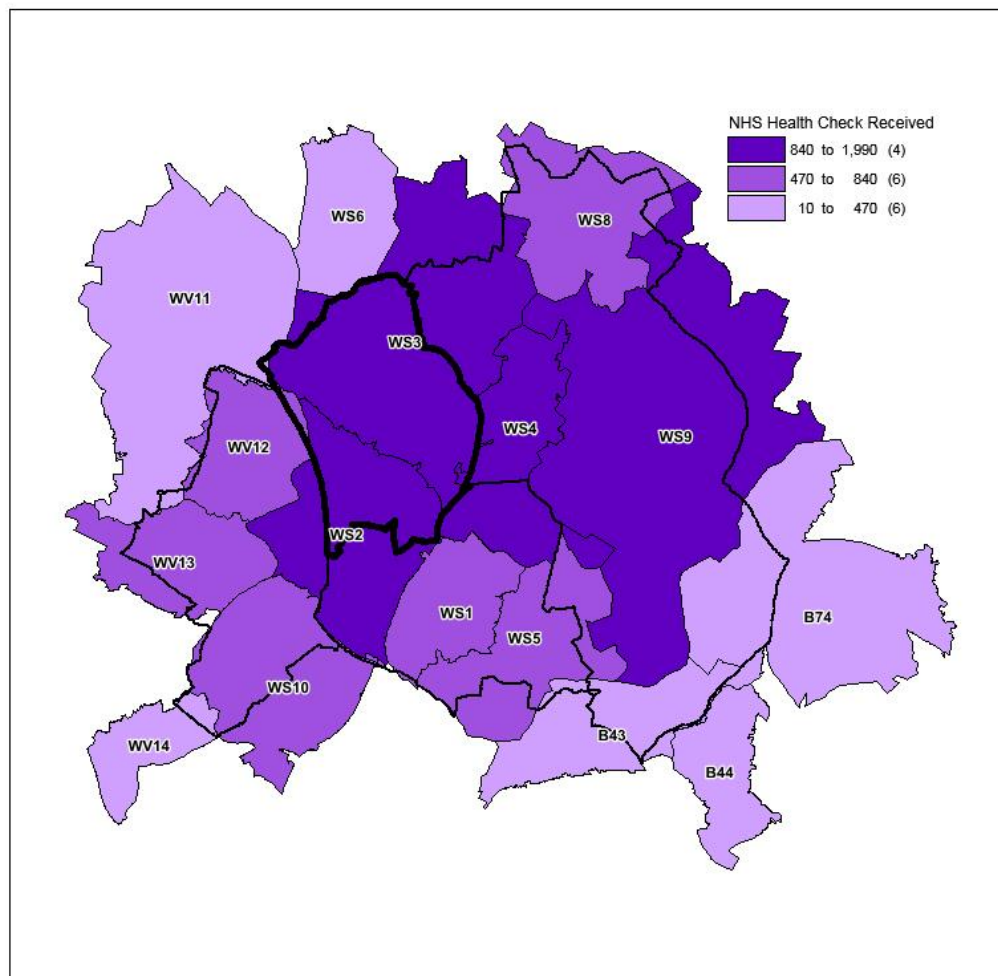 NHS Health Check Received
840 to 1,990 (4)
470 to 840 (6)
10 to 470 (6)
WS6
WS8
WV11
WS3
WS4
WS9
WV12
WS2
WV13
WS1
B74
WS5
WS10
B43
WV14
B44